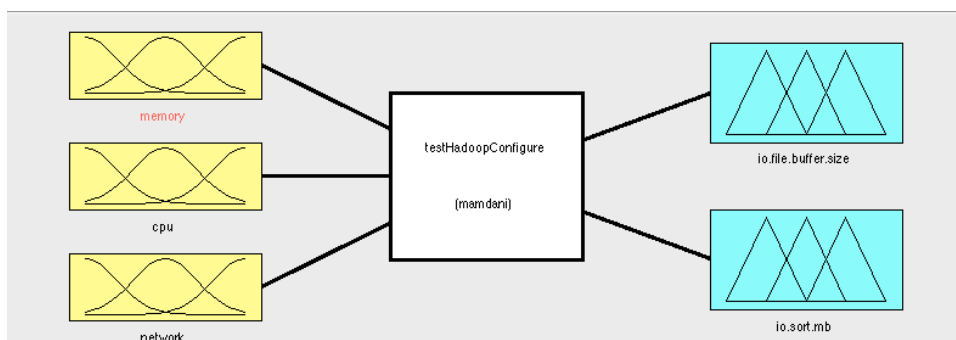 memory
cpu
network
testHadoopConfigure
(mamdani)
io.file.buffer.size
io.sort.mb